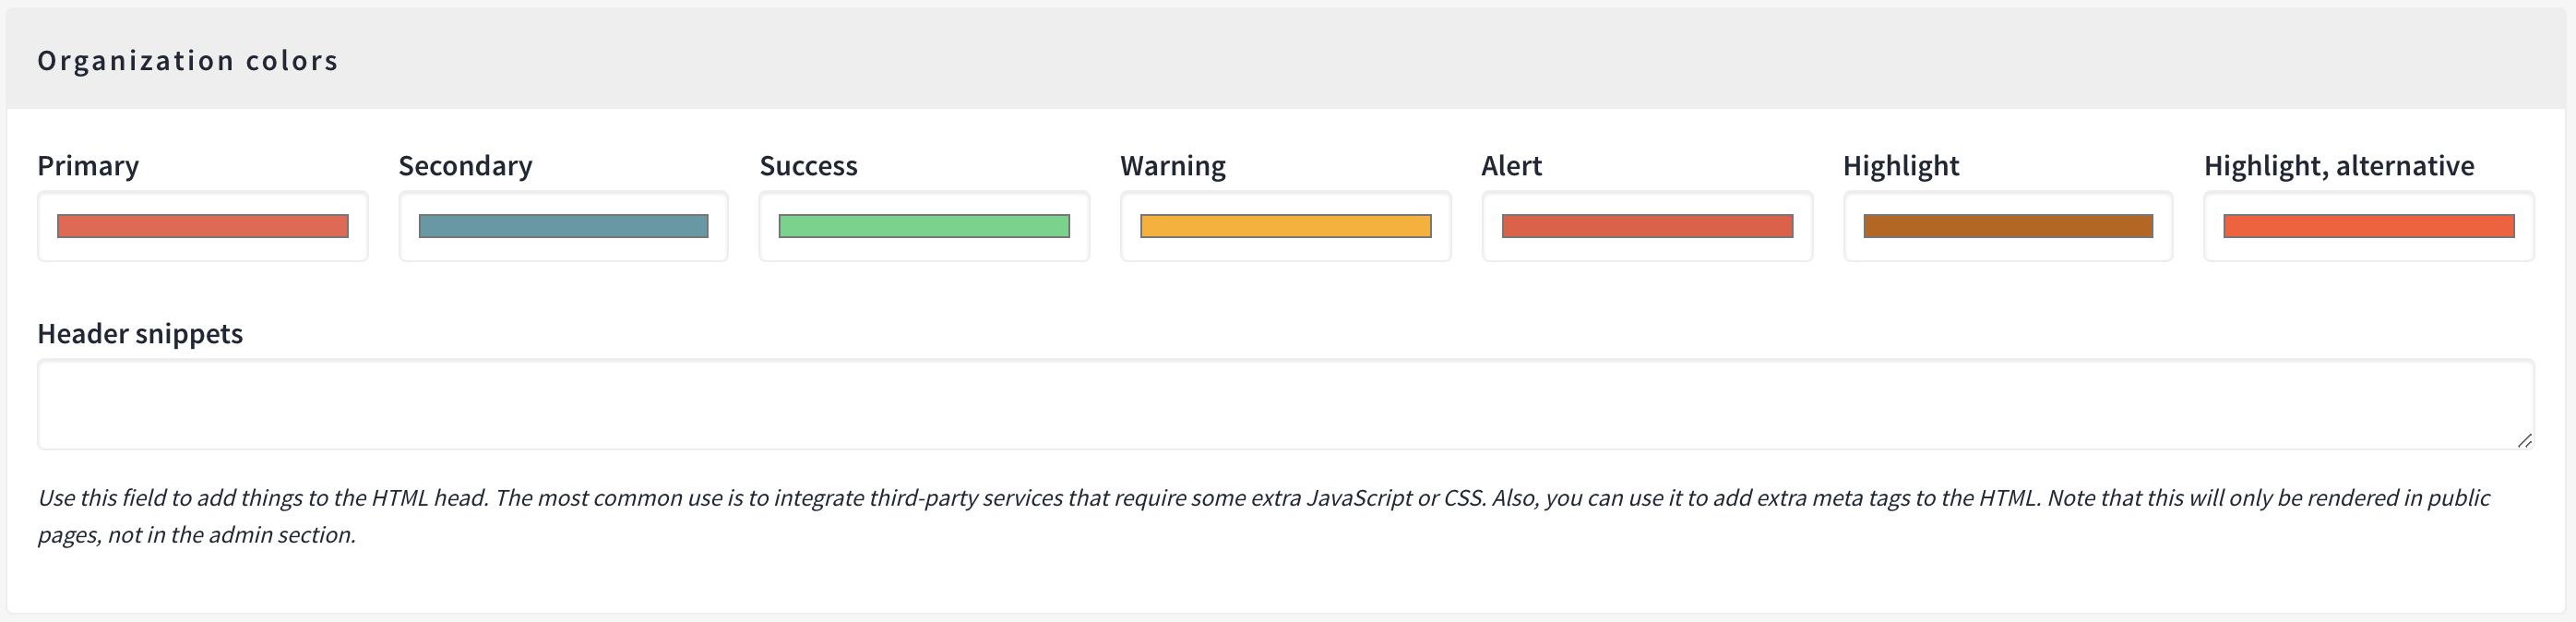 Organization colors
Primary Secondary Success Warning Alert Highlight Highlight, alternative
Header snippets
Use this field to add things to the HTML head. The most common use is to integrate third-party services that require some extra JavaScript or CSS. Also, you can use it to add extra meta tags to the HTML. Note that this will only be rendered in public
pages, not in the admin section.